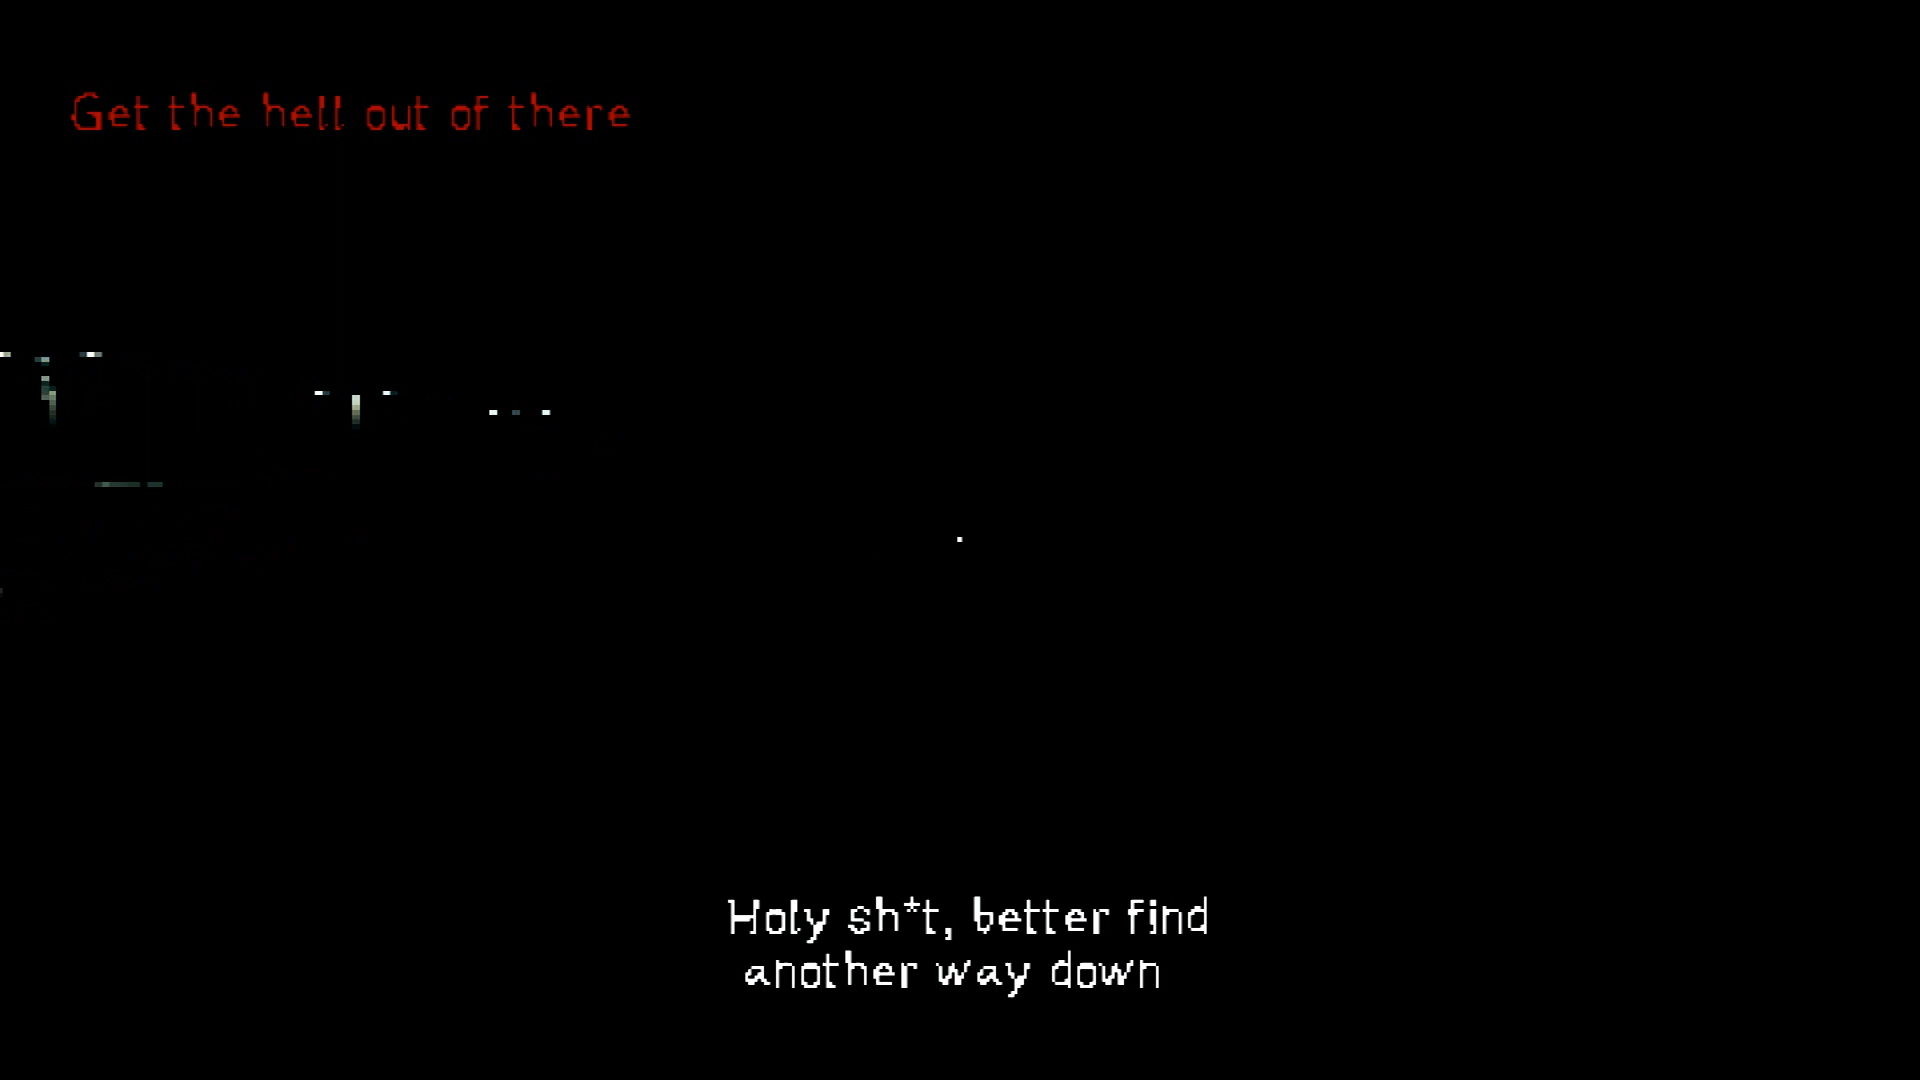 Get the hell out of there
Holy sh*t, better find
another way down